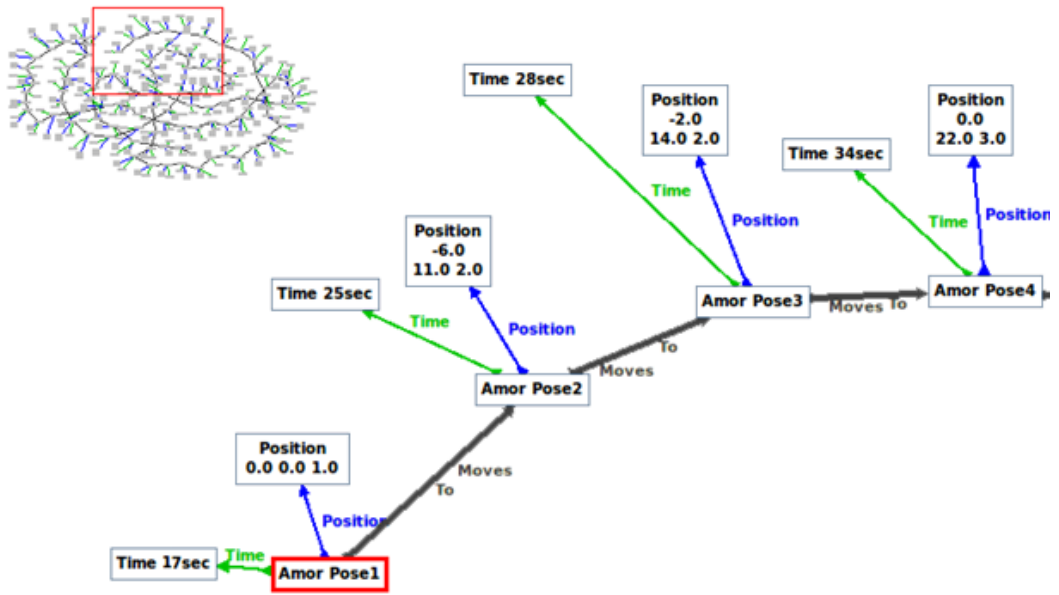 Time 28sec
Position
-2.0
14.0 2.0
Position
0.0
22.0 3.0
Time 34sec
Time
Position
Time
Position
Position
-6.0
11.0 2.0
Time 25sec
Amor Pose3
Amor Pose4
Moves To
Time
Position
To
Moves
Amor Pose2
Position
0.0 0.0 1.0
Moves
To
Position
Time 17sec
Time
Amor Pose1